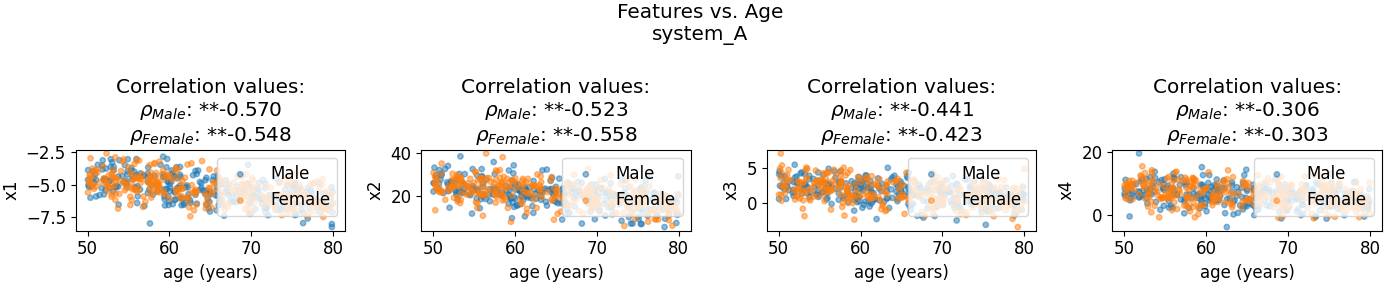 Features vs. Age
system_A
Correlation values:
ρMale: **-0.570
ρFemale: **-0.548
−2.5
−5.0
−7.5
x1
Male
Female
50 60 70 80
age (years)
Correlation values:
ρMale: **-0.523
ρFemale: **-0.558
40
20
x2
Male
Female
50 60 70 80
age (years)
Correlation values:
ρMale: **-0.441
ρFemale: **-0.423
5
0
x3
Male
Female
50 60 70 80
age (years)
Correlation values:
ρMale: **-0.306
ρFemale: **-0.303
20
10
0
x4
Male
Female
50 60 70 80
age (years)